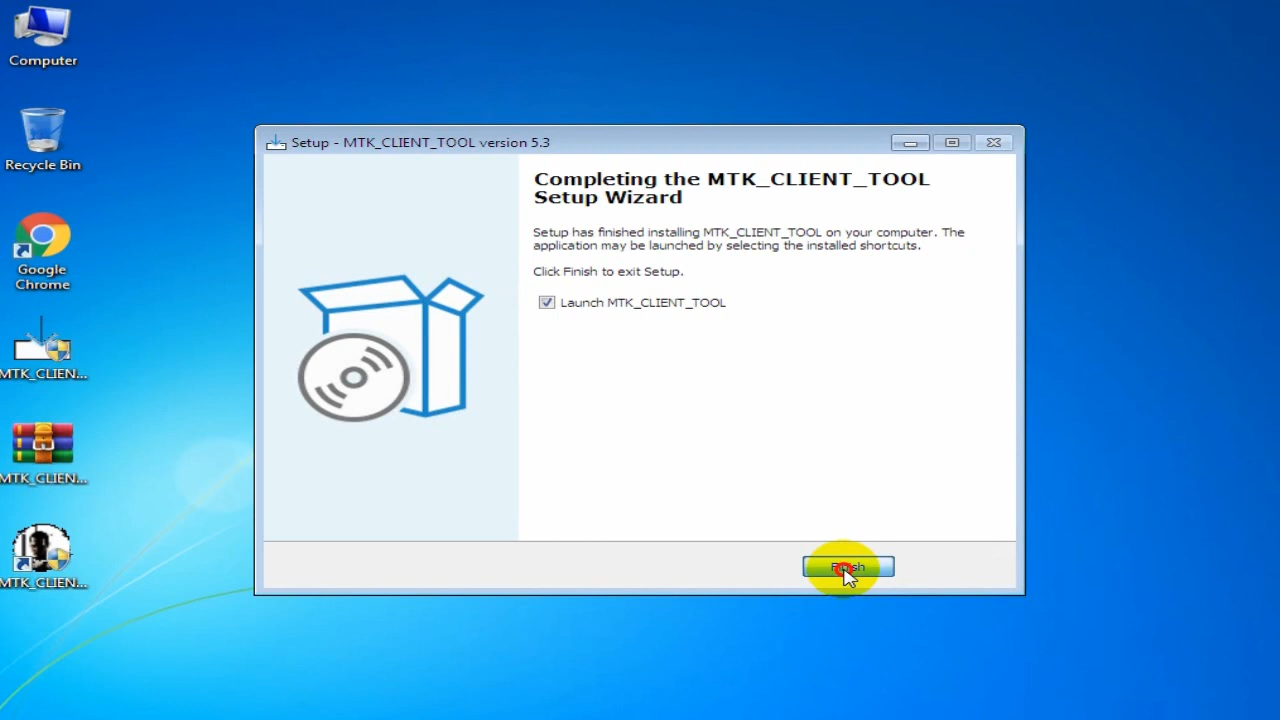 Computer
Recycle Bin
Google
Chrome
MTK_CLIEN...
MTK_CLIEN...
MTK_CLIEN...
Setup - MTK_CLIENT_TOOL version 5.3
Completing the MTK_CLIENT_TOOL
Setup Wizard
Setup has finished installing MTK_CLIENT_TOOL on your computer. The
application may be launched by selecting the installed shortcuts.
Click Finish to exit Setup.
Launch MTK_CLIENT_TOOL
Finish